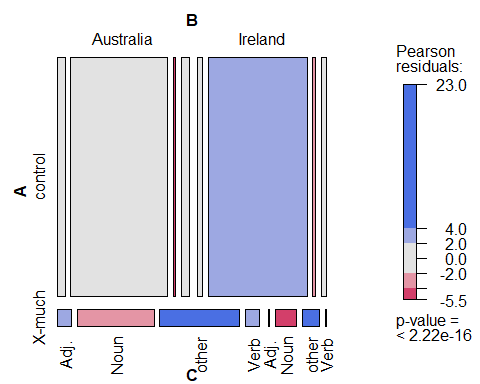 B
Australia Ireland
Pearson
residuals:
23.0
4.0
2.0
0.0
-2.0
-5.5
p-value =
< 2.22e-16
A
control
X-much
Adj. Noun other Verb Adj. Noun other Verb
C